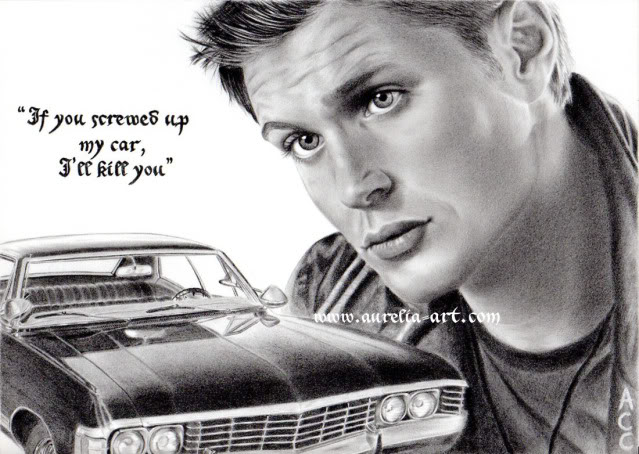 “If you screwed up
my car,
I'll kill you”
www.aurelia-art.com
ACC